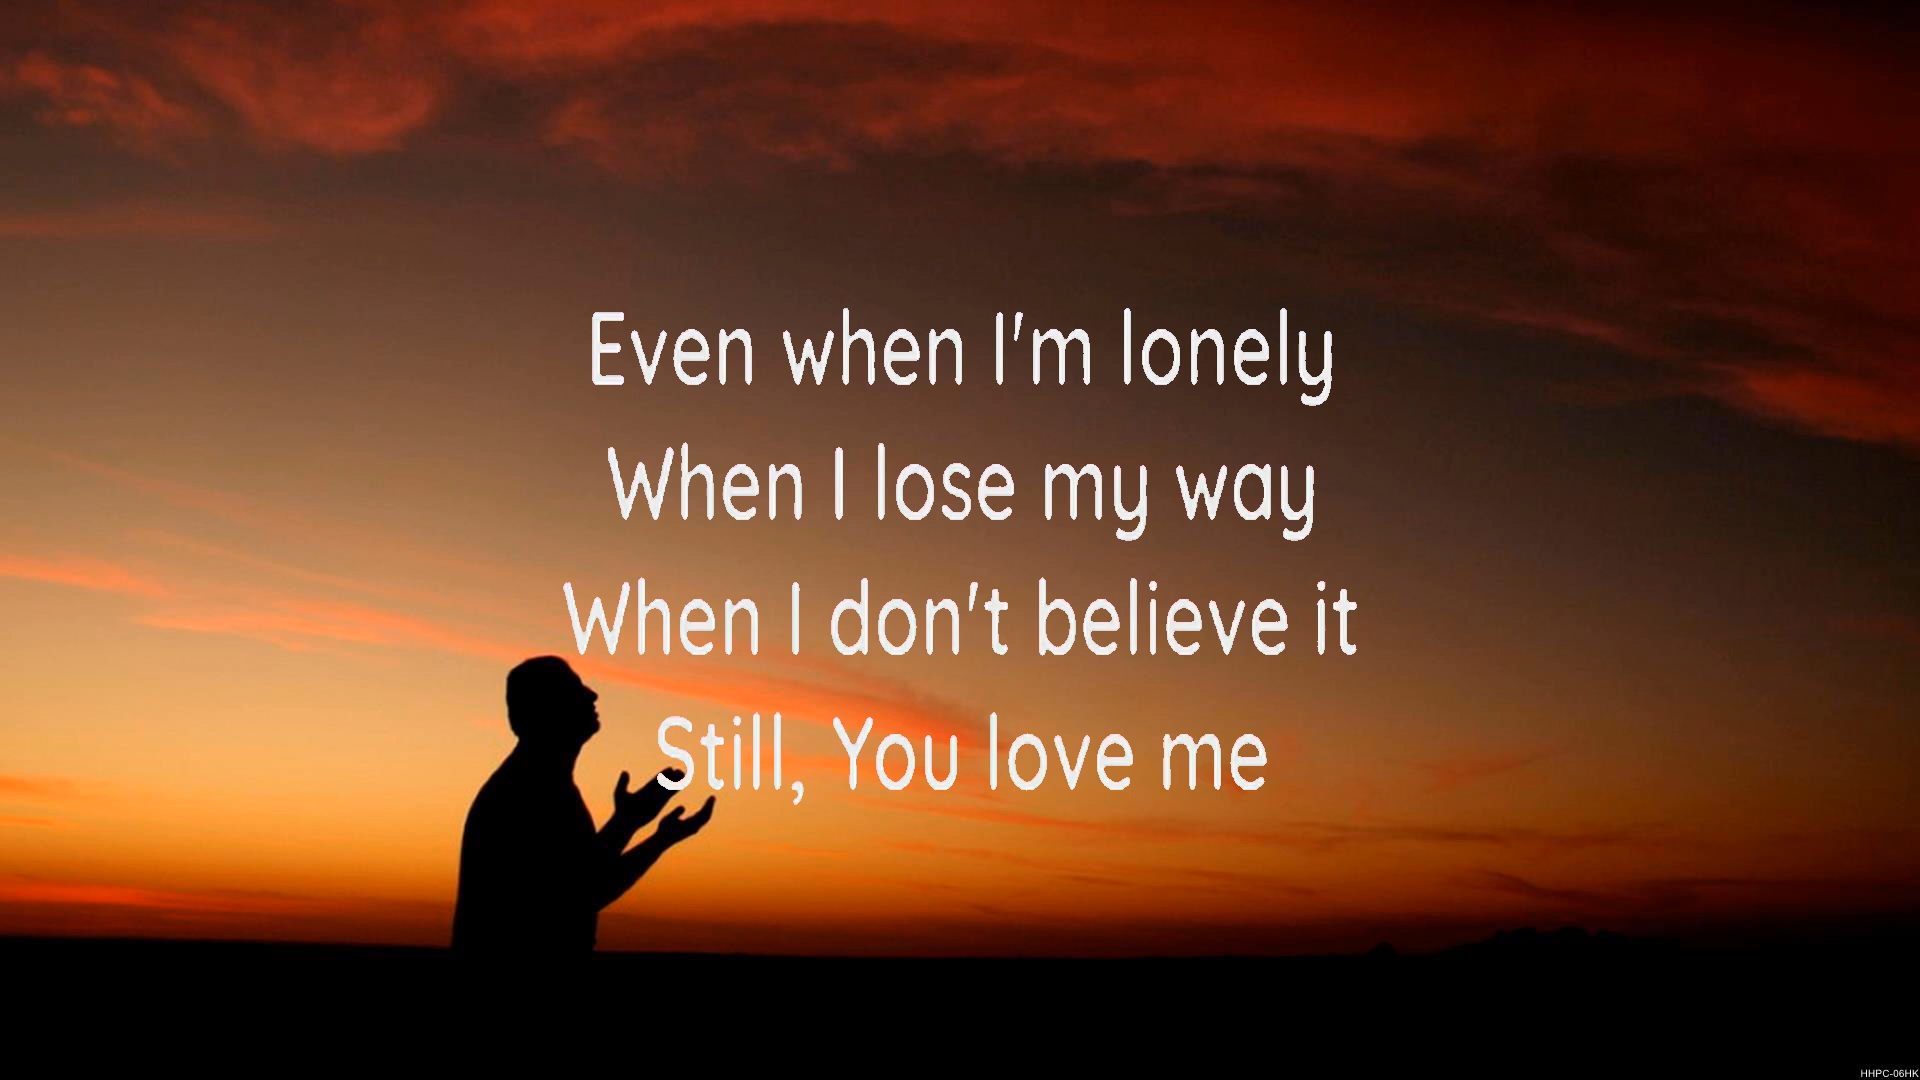 Even when I'm lonely
When I lose my way
When I don't believe it
Still, You love me
HHPC-06HK